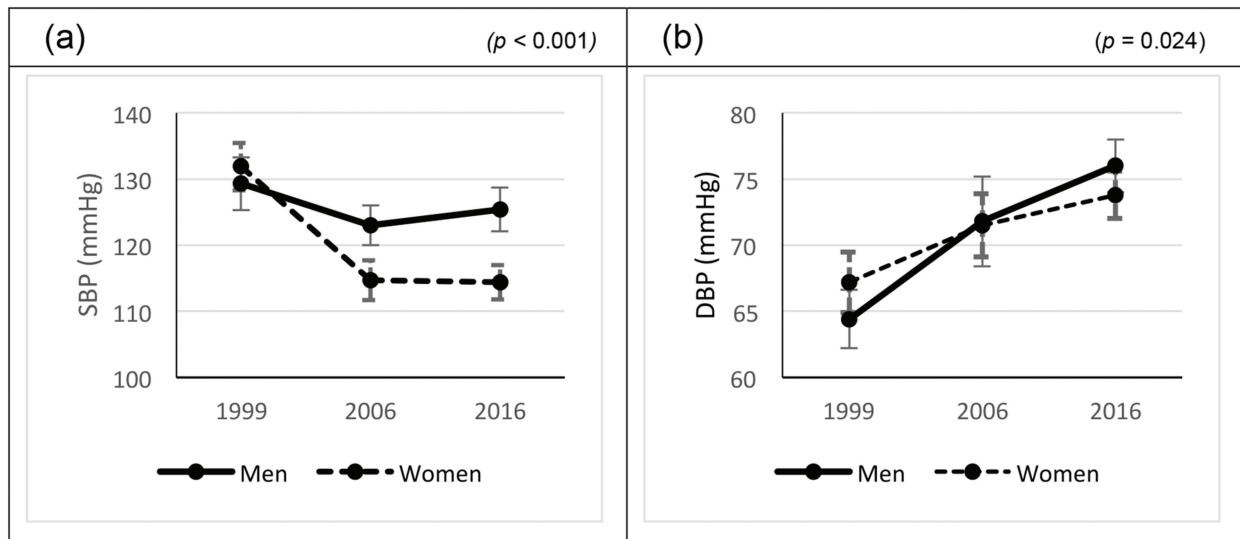 (a) (p < 0.001)
SBP (mmHg)
140
130
120
110
100
1999 2006 2016
Men Women
(b) (p = 0.024)
DBP (mmHg)
80
75
70
65
60
1999 2006 2016
Men Women